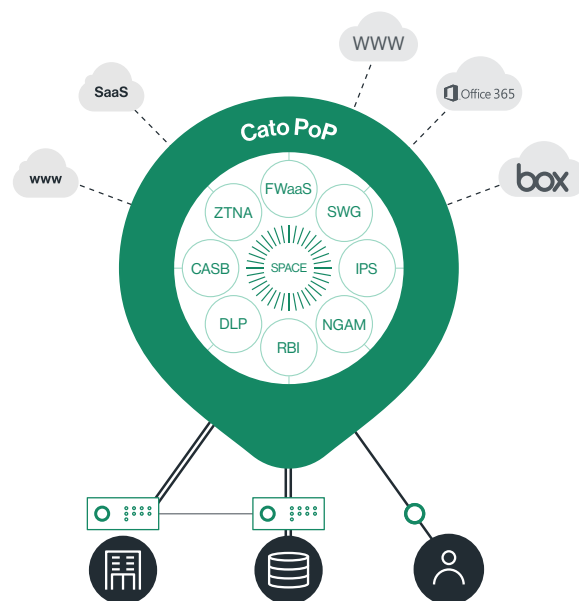 WWW
Office 365
SaaS
box
www
Cato PoP
FWaaS
ZTNA
SWG
CASB
SPACE
IPS
DLP
NGAM
RBI